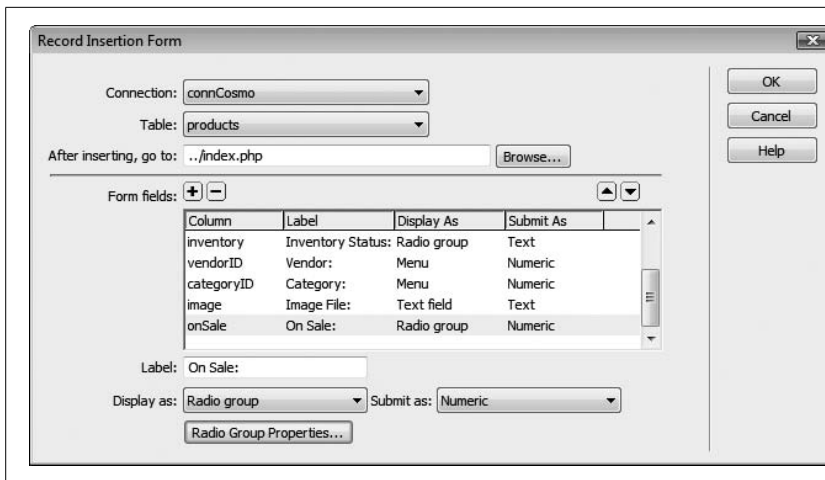 Record Insertion Form
Connection: connCosmo
OK
Table: products
Cancel
After inserting, go to: ../index.php Browse...
Help
Form fields:
Column Label Display As Submit As
inventory Inventory Status: Radio group Text
vendorID Vendor: Menu Numeric
categoryID Category: Menu Numeric
image Image File: Text field Text
onSale On Sale: Radio group Numeric
Label: On Sale:
Display as: Radio group Submit as: Numeric
Radio Group Properties...